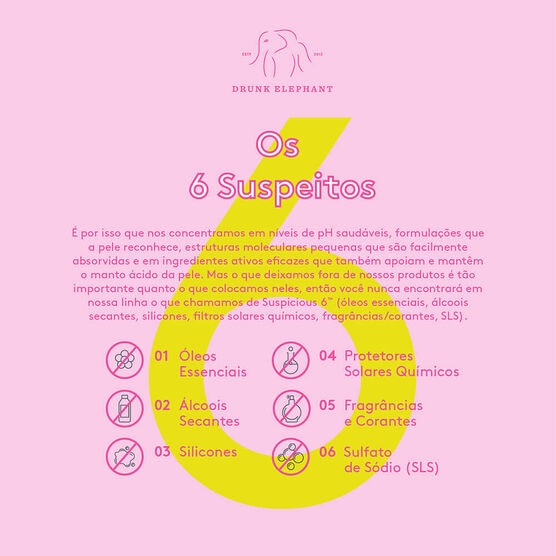 ESTD 2012
DRUNK ELEPHANT
Os
6 Suspeitos
É por isso que nos concentramos em níveis de pH saudáveis, formulações que
a pele reconhece, estruturas moleculares pequenas que são facilmente
absorvidas e em ingredientes ativos eficazes que também apoiam e mantêm
o manto ácido da pele. Mas o que deixamos fora de nossos produtos é tão
importante quanto o que colocamos neles, então você nunca encontrará em
nossa linha o que chamamos de Suspicious 6™ (óleos essenciais, álcoois
secantes, silicones, filtros solares químicos, fragrâncias/corantes, SLS).
01 Óleos
Essenciais
02 Álcoois
Secantes
03 Silicones
04 Protetores
Solares Químicos
05 Fragrâncias
e Corantes
06 Sulfato
de Sódio (SLS)